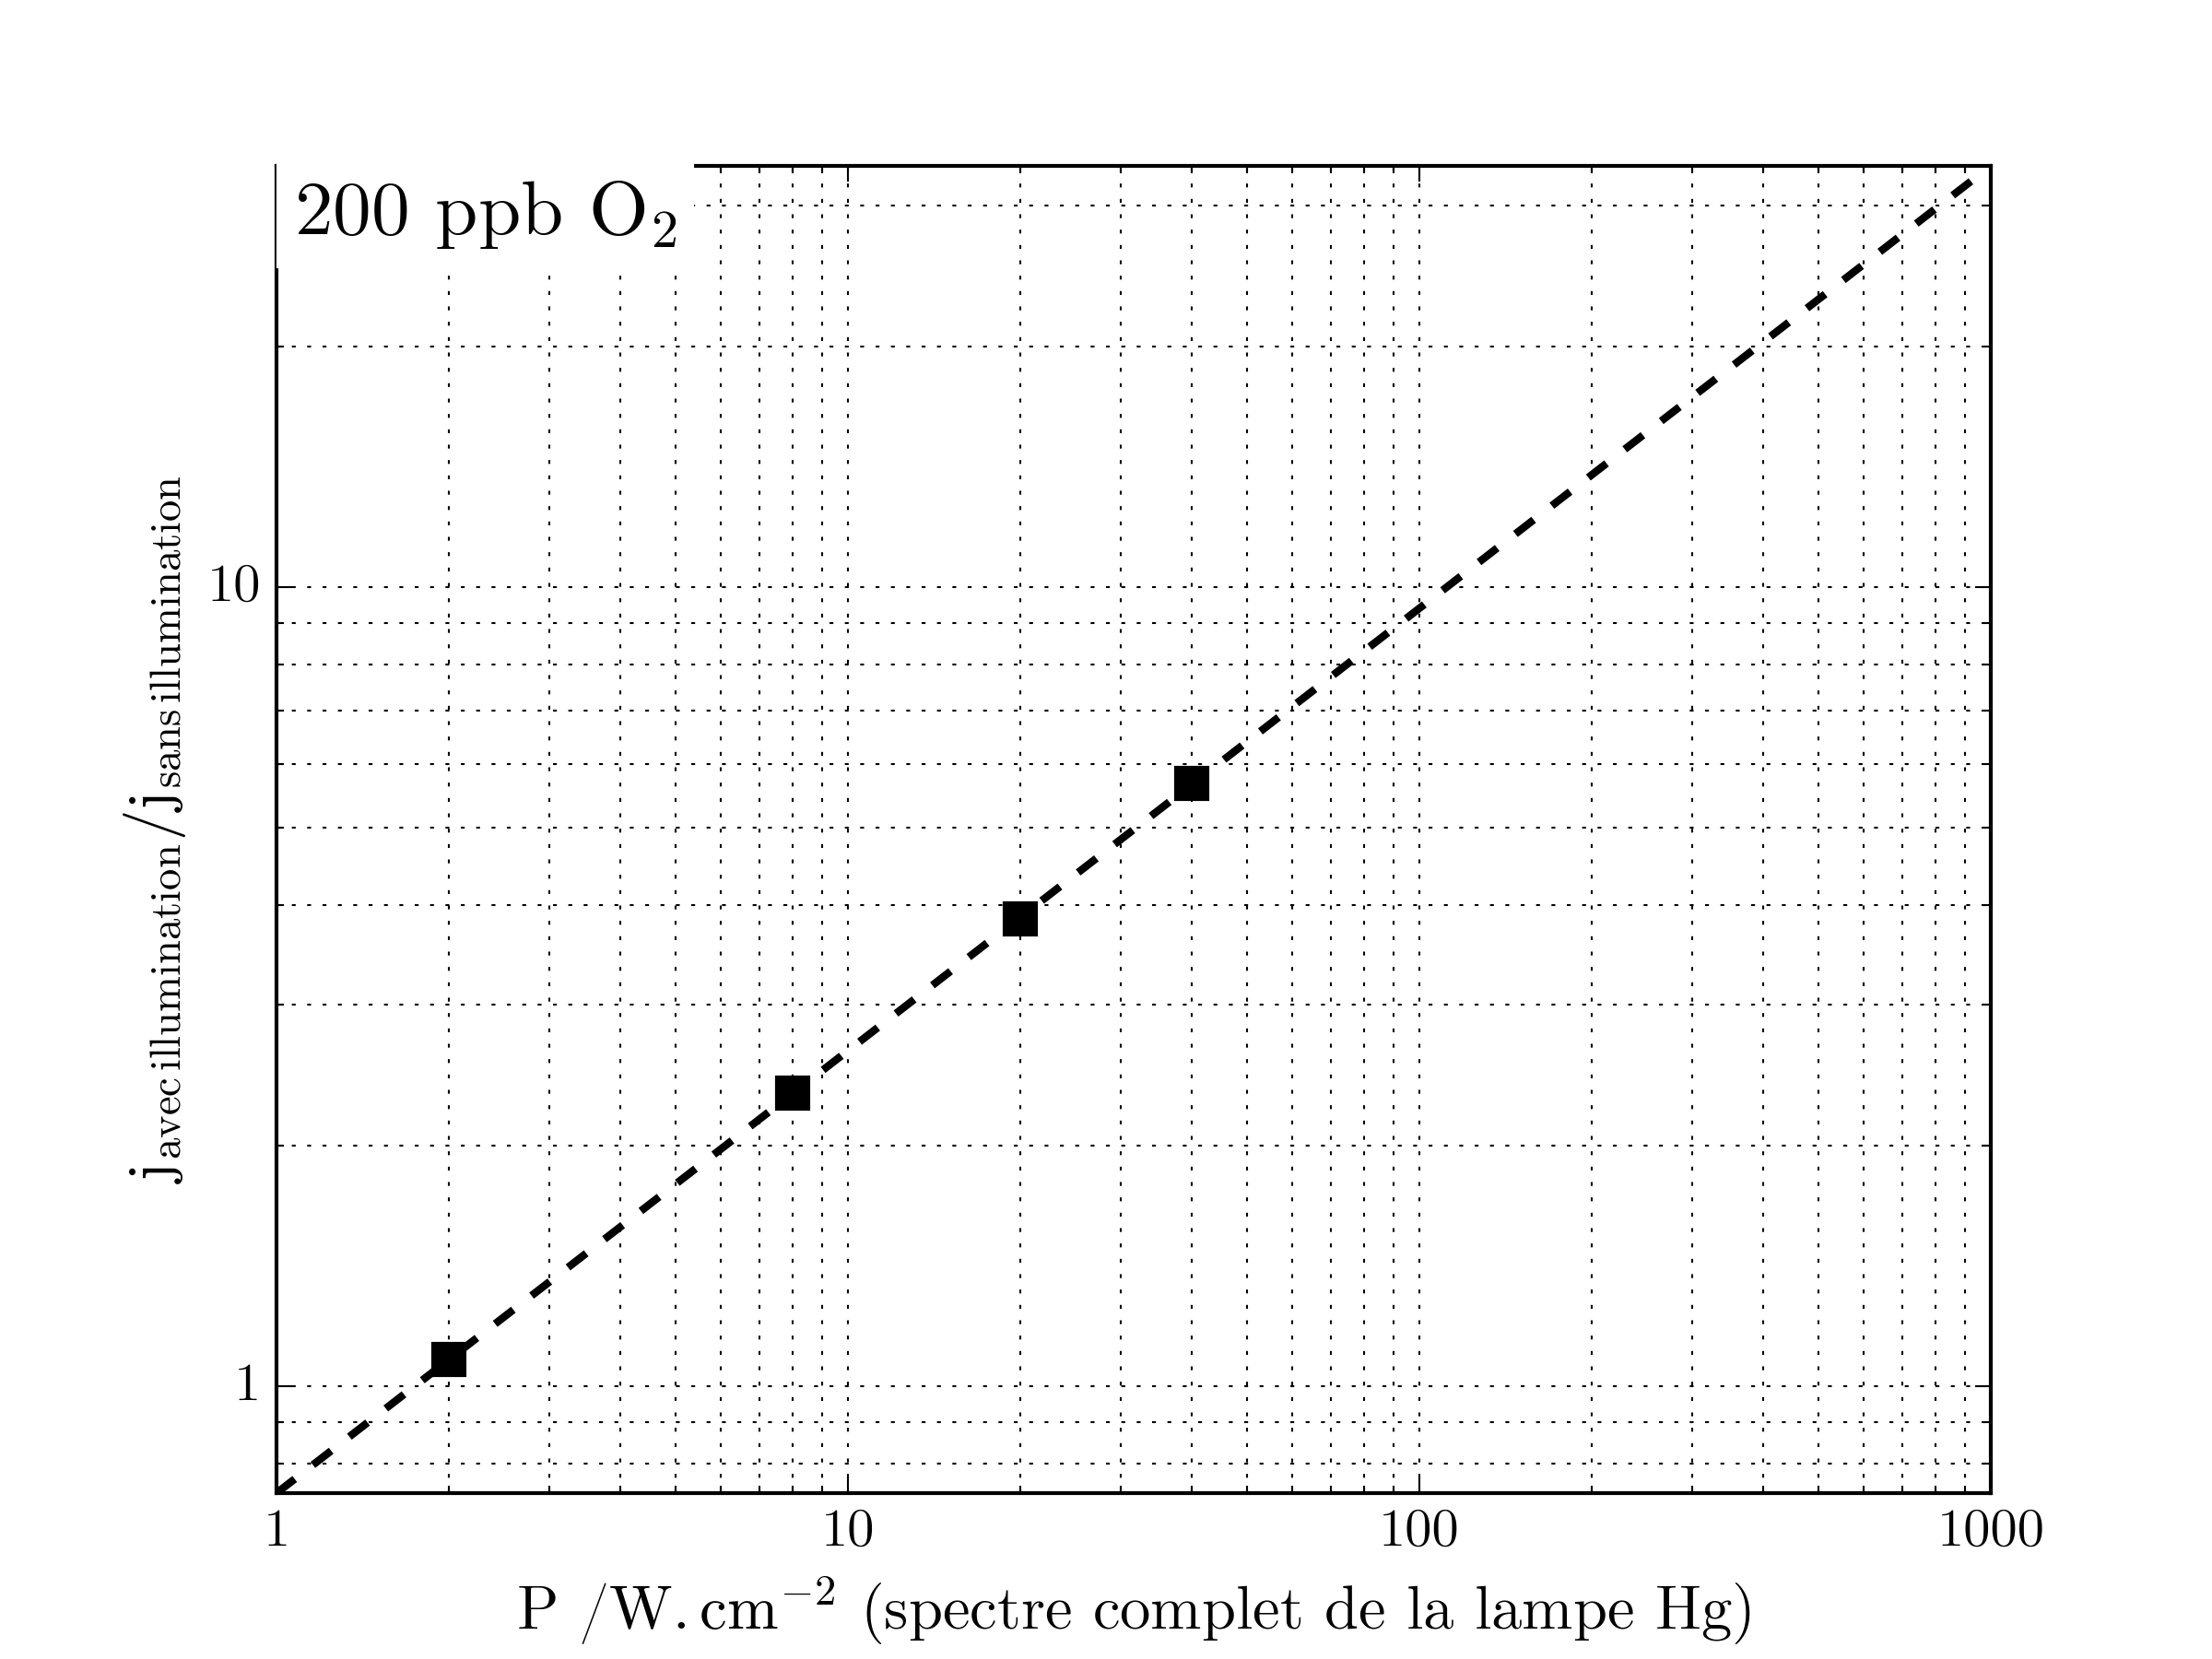 200 ppb O₂
j_avec illumination/j_sans illumination
10
1
1
10
100
1000
P /W.cm⁻² (spectre complet de la lampe Hg)